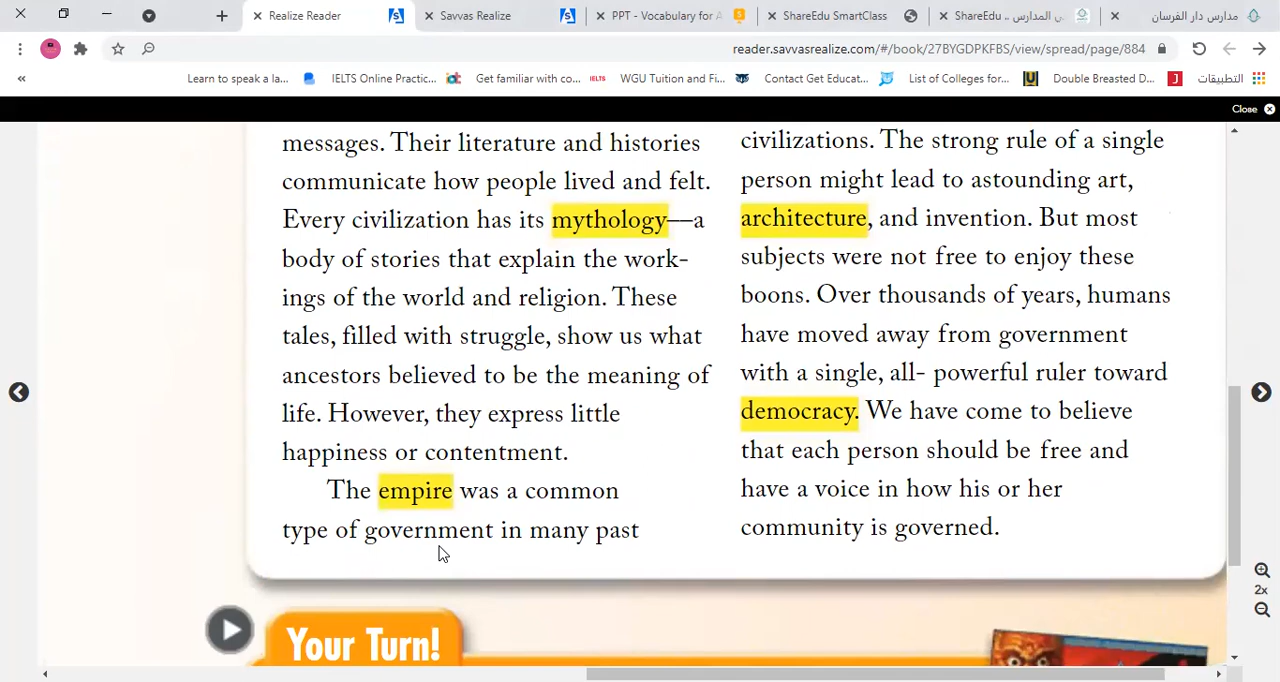 Realize Reader
Savvas Realize
PPT - Vocabulary for A
ShareEdu SmartClass
ShareEdu .. ي المدارس
مدارس دار الفرسان
reader.savvasrealize.com/#/book/27BYGDPKFBS/view/spread/page/884
«
Learn to speak a la...
IELTS Online Practic...
Get familiar with co...
IELTS
WGU Tuition and Fi...
Contact Get Educat...
List of Colleges for...
Double Breasted D...
التطبيقات
Close
messages. Their literature and histories
communicate how people lived and felt.
Every civilization has its mythology—a
body of stories that explain the work-
ings of the world and religion. These
tales, filled with struggle, show us what
ancestors believed to be the meaning of
life. However, they express little
happiness or contentment.
The empire was a common
type of government in many past
civilizations. The strong rule of a single
person might lead to astounding art,
architecture, and invention. But most
subjects were not free to enjoy these
boons. Over thousands of years, humans
have moved away from government
with a single, all- powerful ruler toward
democracy. We have come to believe
that each person should be free and
have a voice in how his or her
community is governed.
2x
Your Turn!